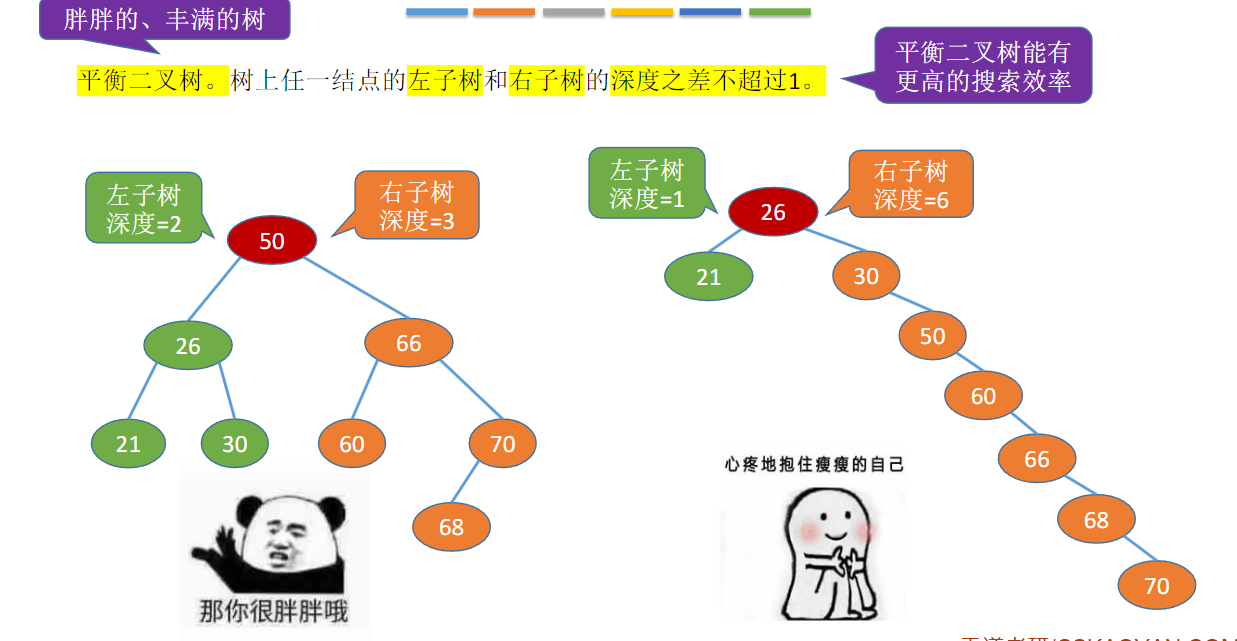 胖胖的、丰满的树
平衡二叉树。树上任一结点的左子树和右子树的深度之差不超过1。
平衡二叉树能有
更高的搜索效率
左子树
深度=2
右子树
深度=3
50
26
66
21
30
60
70
68
那你很胖胖哦
左子树
深度=1
右子树
深度=6
26
21
30
50
60
66
68
70
心疼地抱住瘦瘦的自己